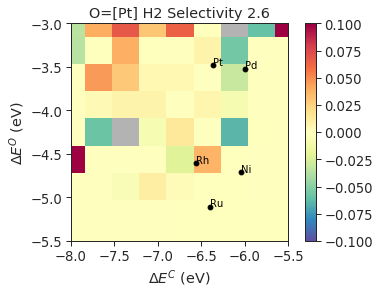 O=[Pt] H2 Selectivity 2.6
−3.0
−3.5
−4.0
−4.5
−5.0
−5.5
ΔE^O (eV)
Pt
Pd
Rh
Ni
Ru
−8.0 −7.5 −7.0 −6.5 −6.0 −5.5
ΔE^C (eV)
0.100
0.075
0.050
0.025
0.000
−0.025
−0.050
−0.075
−0.100